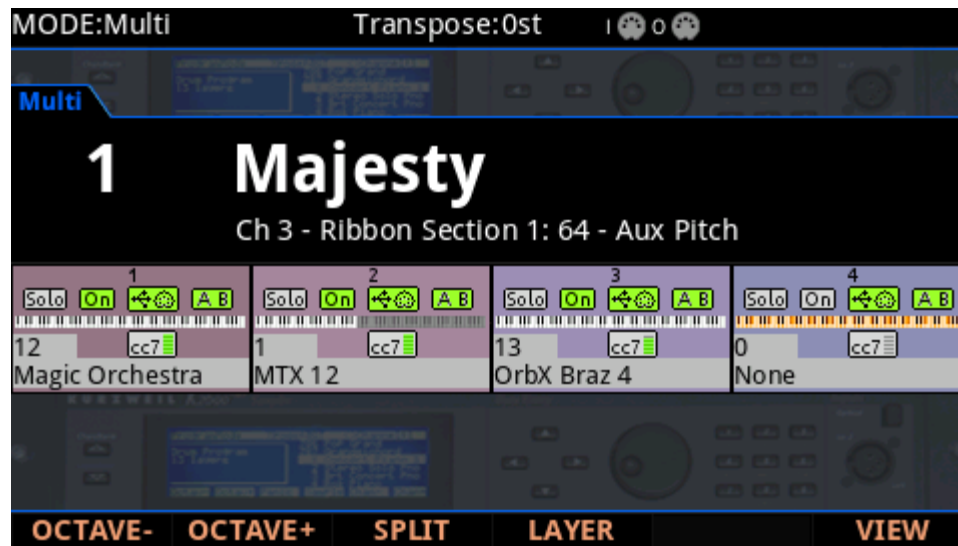 MODE:Multi Transpose:0st I O
Multi
1 Majesty
Ch 3 - Ribbon Section 1: 64 - Aux Pitch
1 2 3 4
Solo On A B Solo On A B Solo On A B Solo On A B
12 cc7 1 cc7 13 cc7 0 cc7
Magic Orchestra MTX 12 OrbX Braz 4 None
KURZWEIL
OCTAVE- OCTAVE+ SPLIT LAYER VIEW